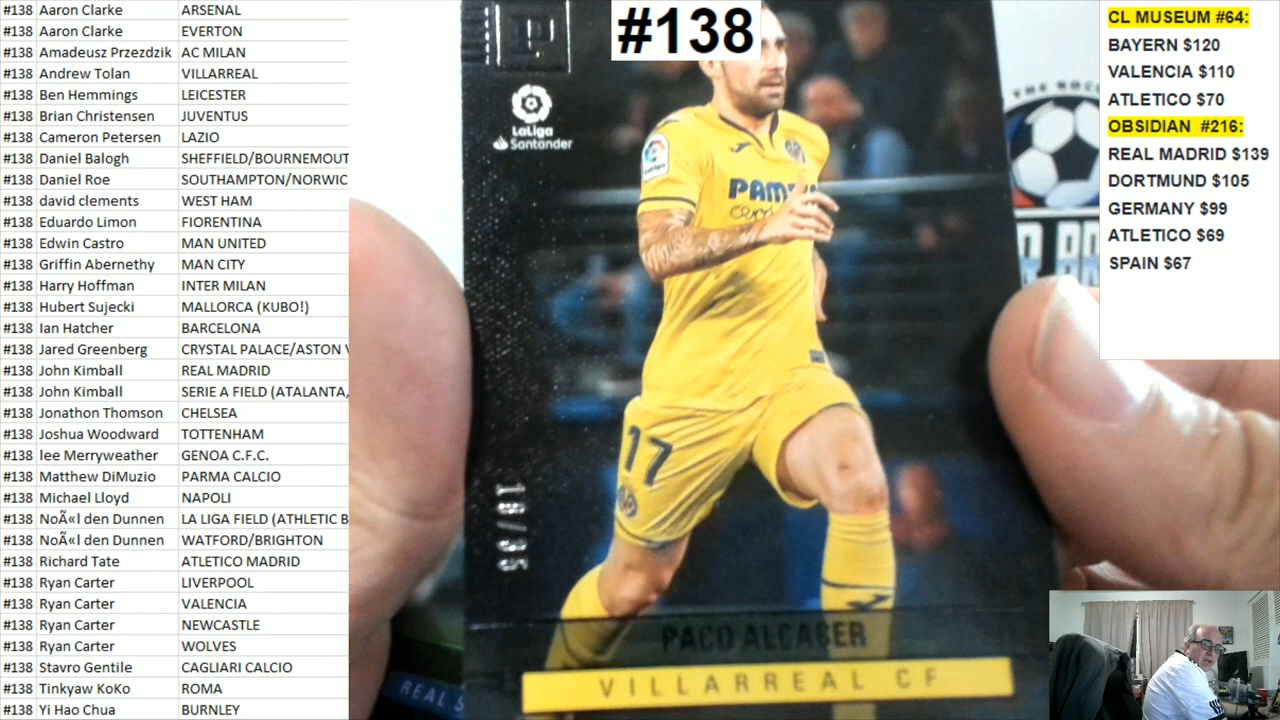 #138 Aaron Clarke ARSENAL
#138 Aaron Clarke EVERTON
#138 Amadeusz Przedzdik AC MILAN
#138 Andrew Tolan VILLARREAL
#138 Ben Hemmings LEICESTER
#138 Brian Christensen JUVENTUS
#138 Cameron Petersen LAZIO
#138 Daniel Balogh SHEFFIELD/BOURNEMOUT
#138 Daniel Roe SOUTHAMPTON/NORWIC
#138 david clements WEST HAM
#138 Eduardo Limon FIORENTINA
#138 Edwin Castro MAN UNITED
#138 Griffin Abernethy MAN CITY
#138 Harry Hoffman INTER MILAN
#138 Hubert Sujecki MALLORCA (KUBO!)
#138 Ian Hatcher BARCELONA
#138 Jared Greenberg CRYSTAL PALACE/ASTON V
#138 John Kimball REAL MADRID
#138 John Kimball SERIE A FIELD (ATALANTA,
#138 Jonathon Thomson CHELSEA
#138 Joshua Woodward TOTTENHAM
#138 lee Merryweather GENOA C.F.C.
#138 Matthew DiMuzio PARMA CALCIO
#138 Michael Lloyd NAPOLI
#138 NoÃ«l den Dunnen LA LIGA FIELD (ATHLETIC B
#138 NoÃ«l den Dunnen WATFORD/BRIGHTON
#138 Richard Tate ATLETICO MADRID
#138 Ryan Carter LIVERPOOL
#138 Ryan Carter VALENCIA
#138 Ryan Carter NEWCASTLE
#138 Ryan Carter WOLVES
#138 Stavro Gentile CAGLIARI CALCIO
#138 Tinkyaw KoKo ROMA
#138 Yi Hao Chua BURNLEY
#138
LaLiga
Santander
PAM
17
18/35
PACO ALCACER
VILLARREAL CF
REAL S
THE SOCC
CL MUSEUM #64:
BAYERN $120
VALENCIA $110
ATLETICO $70
OBSIDIAN #216:
REAL MADRID $139
DORTMUND $105
GERMANY $99
ATLETICO $69
SPAIN $67